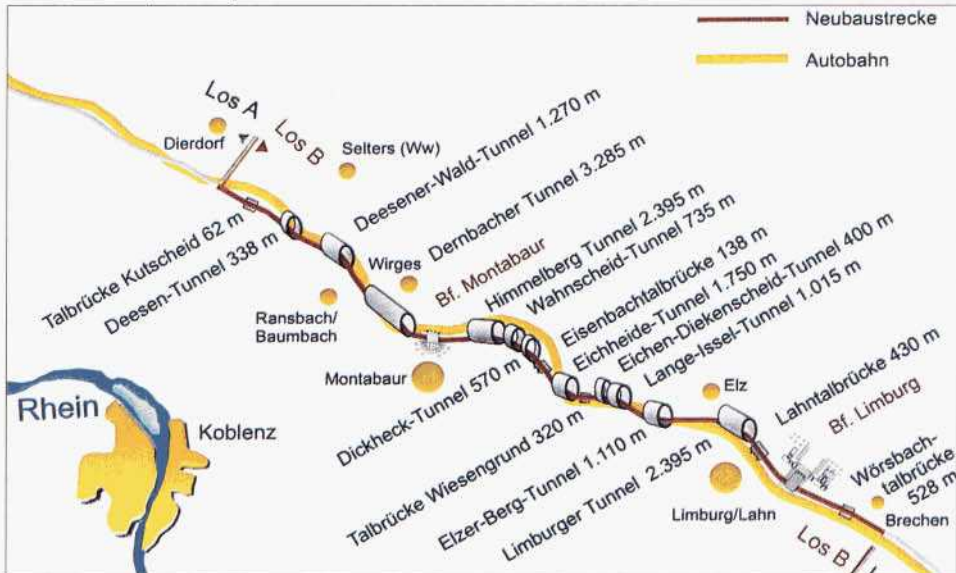 Neubaustrecke
Autobahn
Los A
Los B
Dierdorf
Selters (Ww)
Deesener-Wald-Tunnel 1.270 m
Dernbacher Tunnel 3.285 m
Talbrücke Kutscheid 62 m
Deesen-Tunnel 338 m
Wirges
Bf. Montabaur
Himmelberg Tunnel 2.395 m
Wahnscheid-Tunnel 735 m
Eisenbachtalbrücke 138 m
Eichheide-Tunnel 1.750 m
Eichen-Diekenscheid-Tunnel 400 m
Lange-Issel-Tunnel 1.015 m
Ransbach/
Baumbach
Montabaur
Dickheck-Tunnel 570 m
Talbrücke Wiesengrund 320 m
Elzer-Berg-Tunnel 1.110 m
Limburger Tunnel 2.395 m
Elz
Lahntalbrücke 430 m
Bf. Limburg
Wörsbach-
talbrücke
528 m
Brechen
Limburg/Lahn
Los B
Rhein
Koblenz